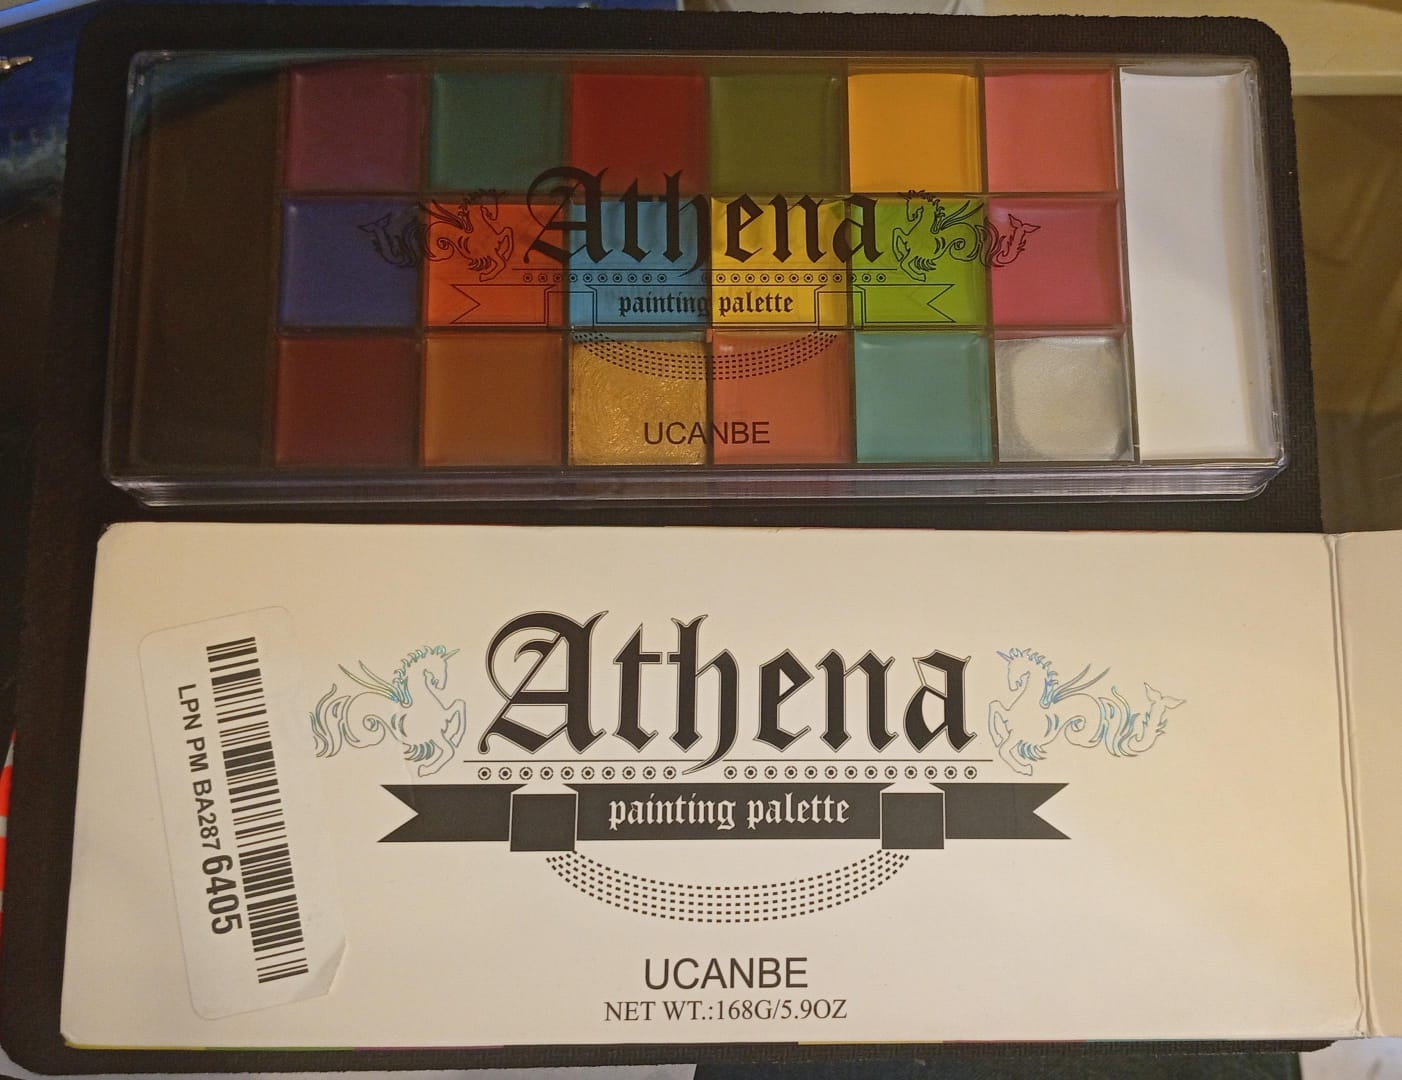 Athena
painting palette
UCANBE
LPN PM BA287 6405
Athena
painting palette
UCANBE
NET WT.:168G/5.9OZ